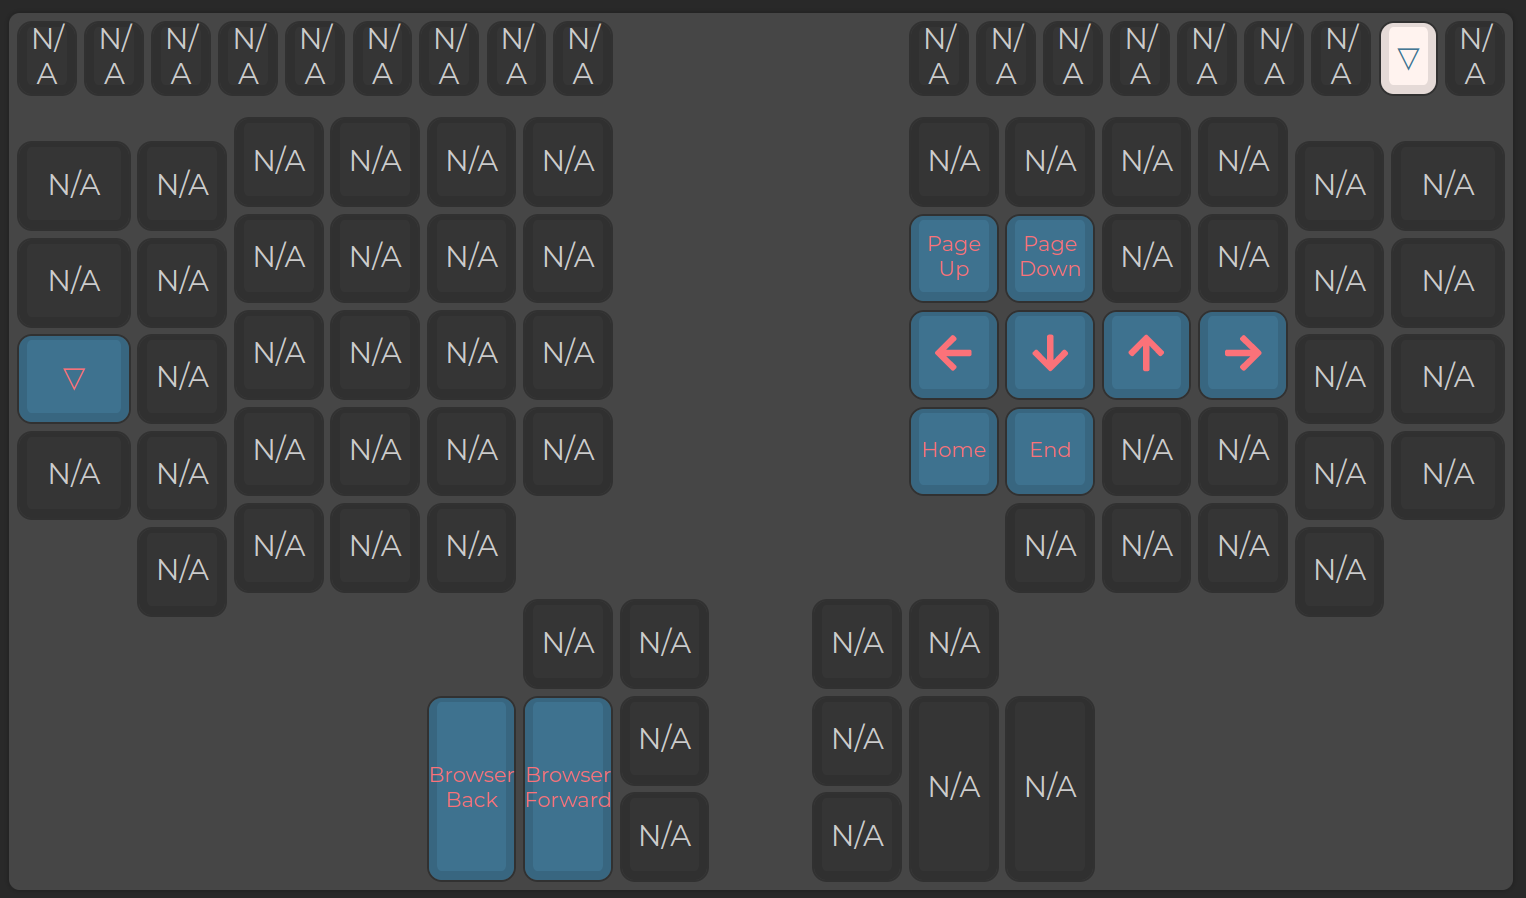 N/ N/ N/ N/ N/ N/ N/ N/ N/ N/ N/ N/ N/ N/ N/ N/ ▽ N/
A A A A A A A A A A A A A A A A A
N/A N/A N/A N/A N/A N/A N/A N/A N/A N/A N/A N/A
N/A N/A N/A N/A N/A N/A Page Page N/A N/A N/A N/A
Up Down
▽ N/A N/A N/A N/A N/A ← ↓ ↑ → N/A N/A
N/A N/A N/A N/A N/A N/A Home End N/A N/A N/A N/A
N/A N/A N/A N/A N/A N/A N/A N/A
N/A N/A N/A N/A
N/A N/A
Browser Browser N/A N/A
Back Forward
N/A N/A